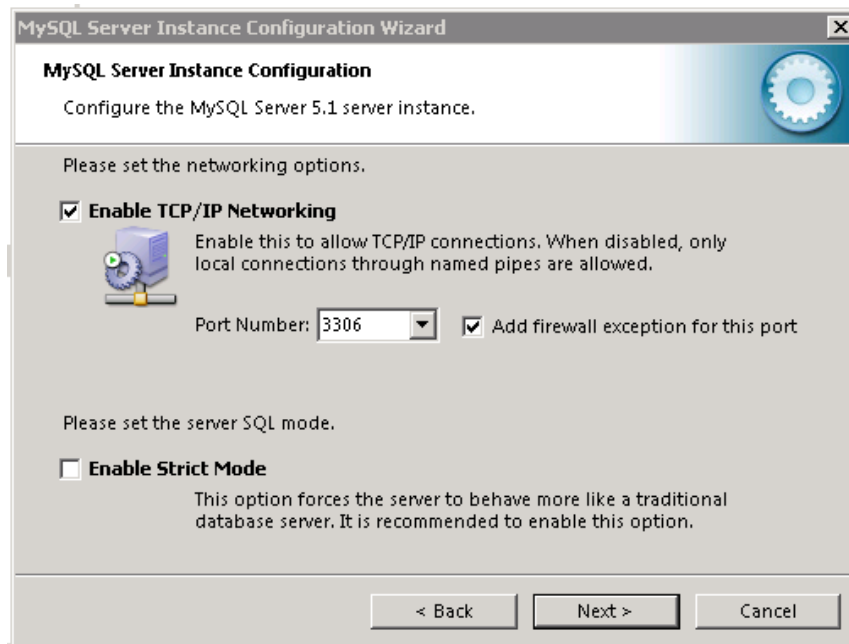 MySQL Server Instance Configuration Wizard
MySQL Server Instance Configuration
Configure the MySQL Server 5.1 server instance.
Please set the networking options.
Enable TCP/IP Networking
Enable this to allow TCP/IP connections. When disabled, only
local connections through named pipes are allowed.
Port Number: 3306 Add firewall exception for this port
Please set the server SQL mode.
Enable Strict Mode
This option forces the server to behave more like a traditional
database server. It is recommended to enable this option.
< Back Next > Cancel